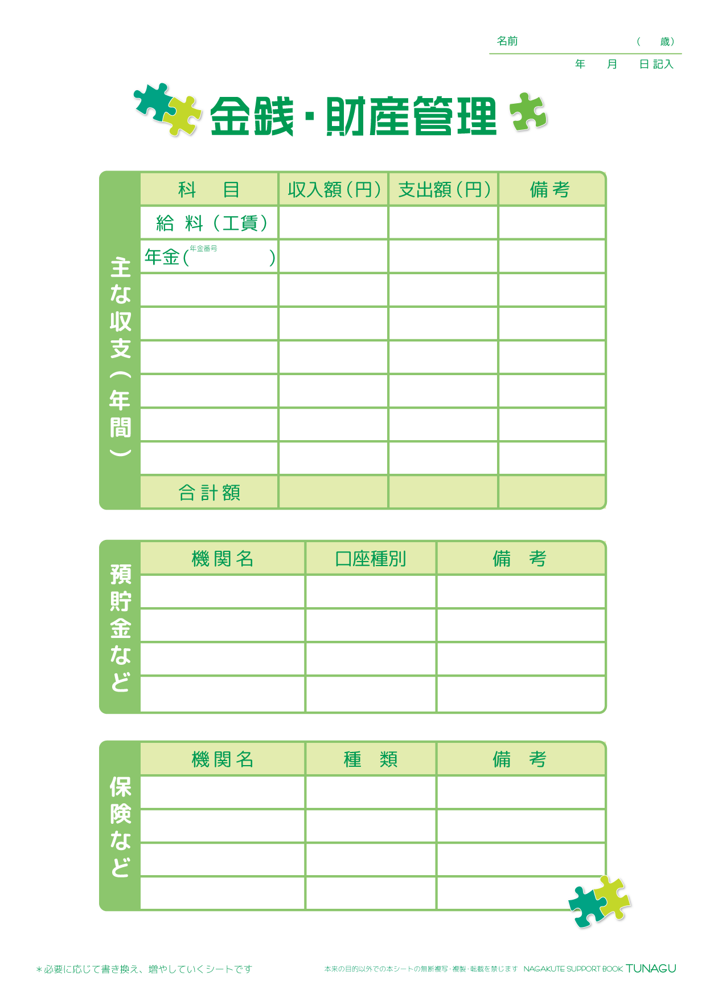 名前 （ 歳）
年 月 日 記入
金銭・財産管理
主な収支（年間）
科 目 収入額（円） 支出額（円） 備考
給 料（工賃）
年金（年金番号 ）
合計額
預貯金など
機関名 口座種別 備 考
保険など
機関名 種 類 備 考
＊必要に応じて書き換え、増やしていくシートです
本来の目的以外での本シートの無断複写・複製・転載を禁じます NAGAKUTE SUPPORT BOOK TUNAGU